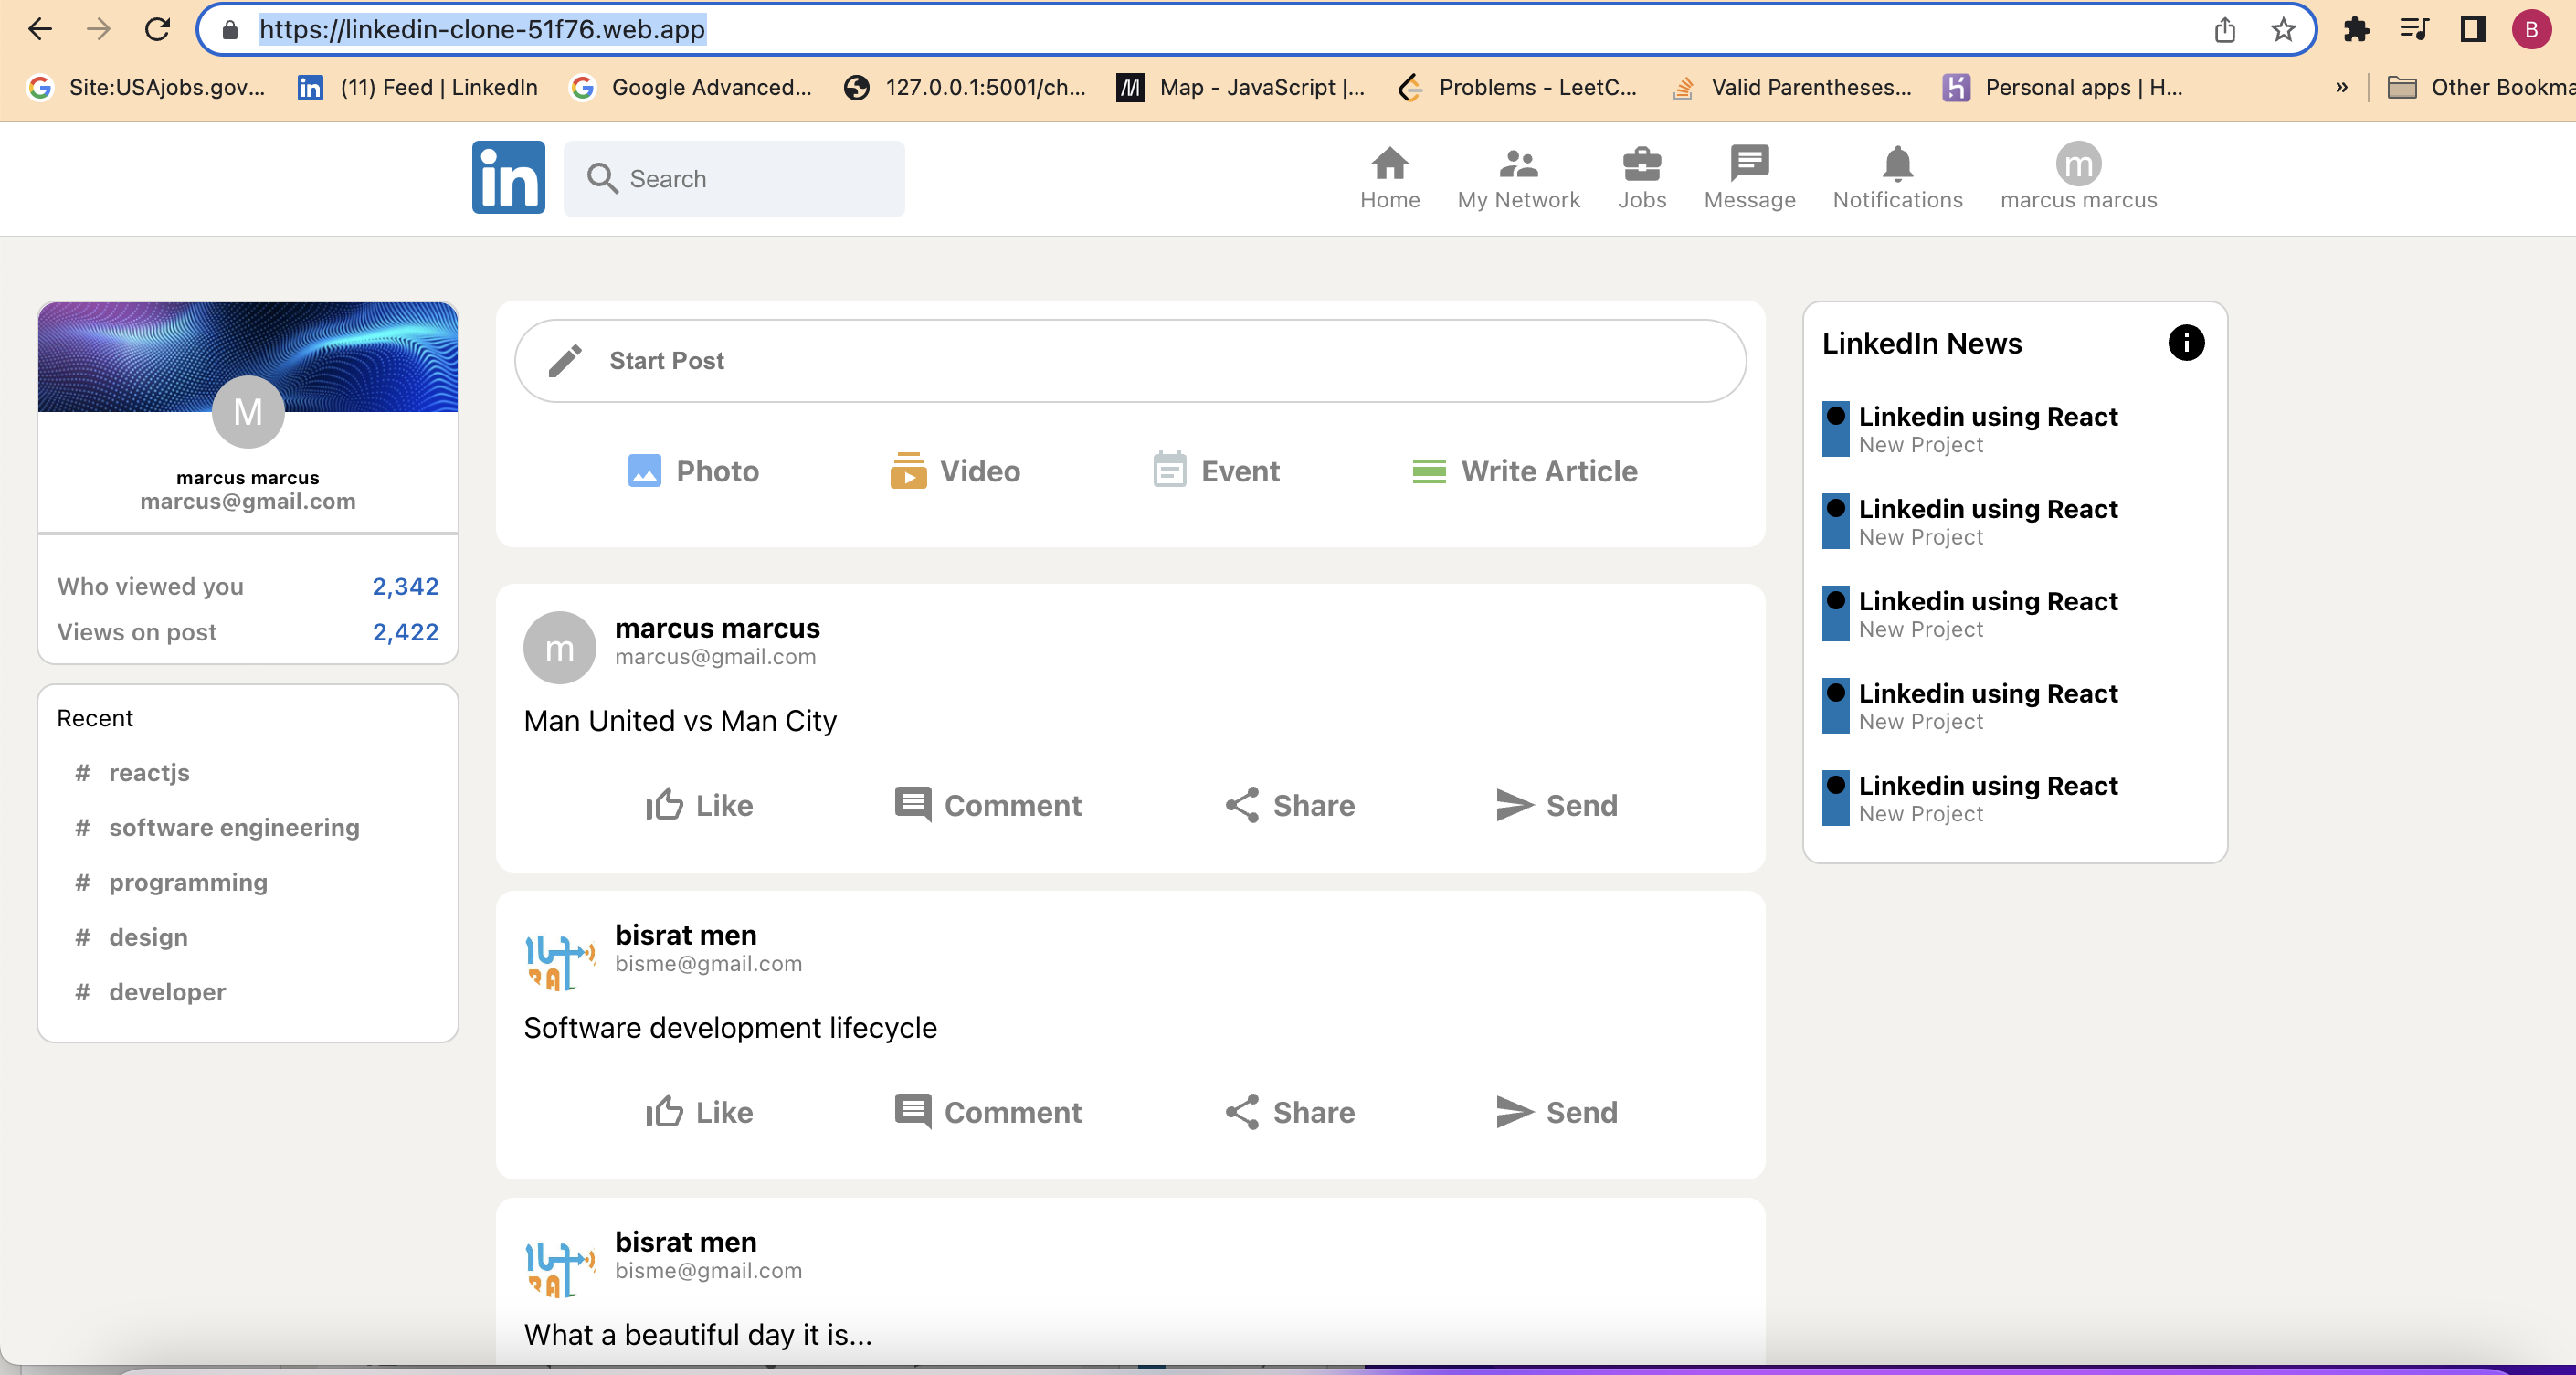 https://linkedin-clone-51f76.web.app
B
Site:USAjobs.gov...
(11) Feed | LinkedIn
Google Advanced...
127.0.0.1:5001/ch...
Map - JavaScript |...
Problems - LeetC...
Valid Parentheses...
Personal apps | H...
»
Other Bookma
in
Search
Home
My Network
Jobs
Message
Notifications
m
marcus marcus
M
marcus marcus
marcus@gmail.com
Who viewed you 2,342
Views on post 2,422
Recent
# reactjs
# software engineering
# programming
# design
# developer
Start Post
Photo
Video
Event
Write Article
m
marcus marcus
marcus@gmail.com
Man United vs Man City
Like
Comment
Share
Send
bisrat men
bisme@gmail.com
Software development lifecycle
Like
Comment
Share
Send
bisrat men
bisme@gmail.com
What a beautiful day it is...
LinkedIn News
Linkedin using React
New Project
Linkedin using React
New Project
Linkedin using React
New Project
Linkedin using React
New Project
Linkedin using React
New Project